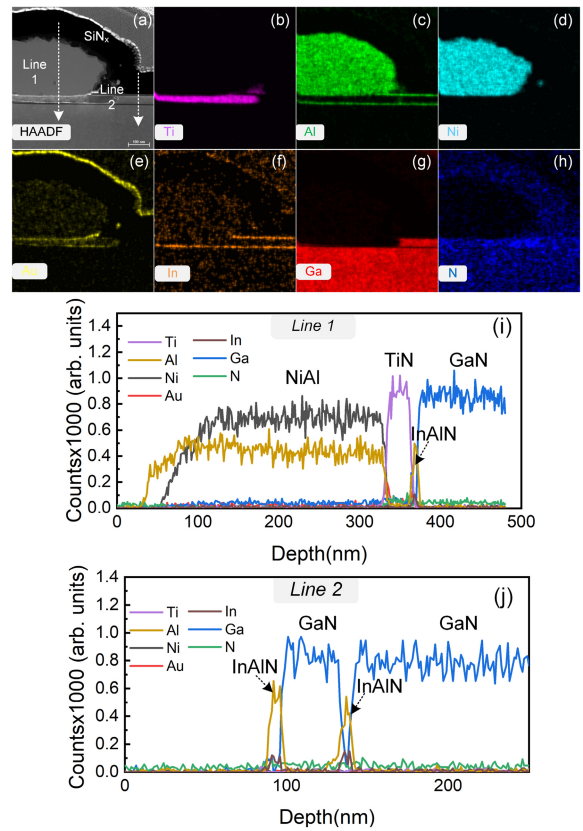 (a) (b) (c) (d)
SiNₓ
Line
1
Line
2
HAADF
100 nm
Ti Al Ni
(e) (f) (g) (h)
Au In Ga N
Line 1
(i)
Countsx1000 (arb. units)
1.4
1.2
1.0
0.8
0.6
0.4
0.2
0.0
Ti In
Al Ga
Ni N
Au
NiAl
TiN
GaN
InAlN
0 100 200 300 400 500
Depth(nm)
Line 2
(j)
Countsx1000 (arb. units)
1.4
1.2
1.0
0.8
0.6
0.4
0.2
0.0
Ti In
Al Ga
Ni N
Au
GaN
GaN
InAlN
InAlN
100 200
Depth(nm)